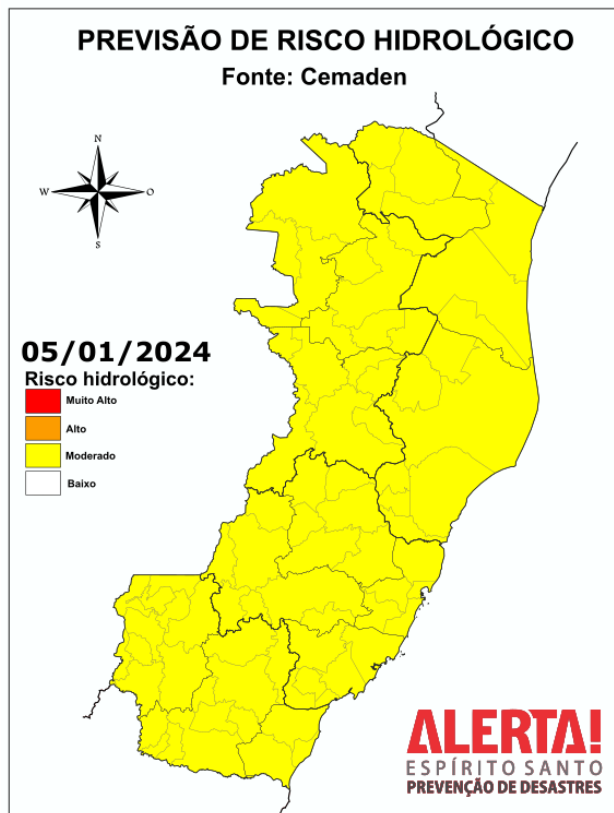 PREVISÃO DE RISCO HIDROLÓGICO
Fonte: Cemaden
N
W
O
S
05/01/2024
Risco hidrológico:
Muito Alto
Alto
Moderado
Baixo
ALERTA!
ESPÍRITO SANTO
PREVENÇÃO DE DESASTRES